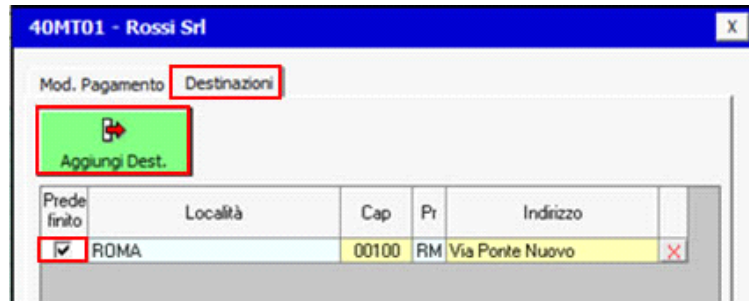 40MT01 - Rossi Srl X
Mod. Pagamento Destinazioni
Aggiungi Dest.
Prede
finito Località Cap Pr Indirizzo
ROMA 00100 RM Via Ponte Nuovo X